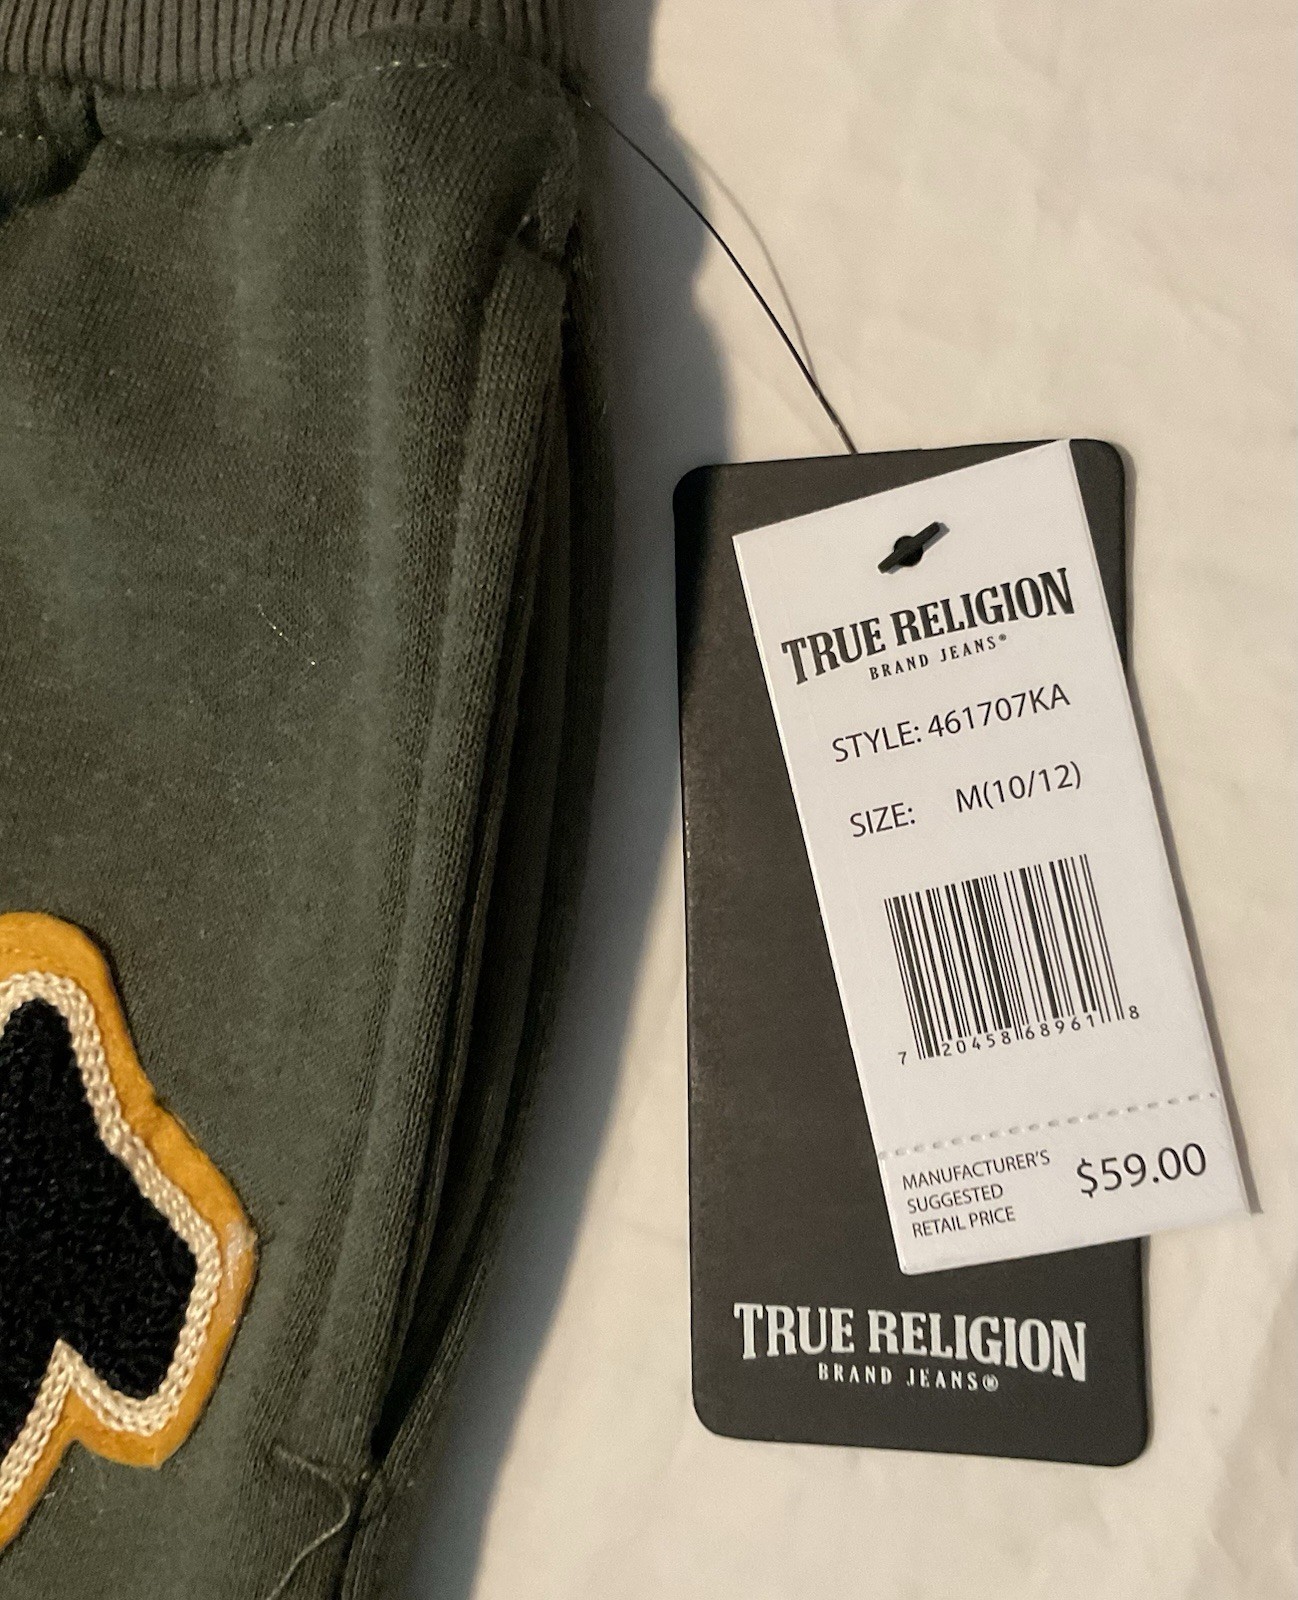 TRUE RELIGION
BRAND JEANS®
STYLE: 461707KA
SIZE: M(10/12)
7 20458 68961 8
MANUFACTURER'S
SUGGESTED
RETAIL PRICE
$59.00
TRUE RELIGION
BRAND JEANS®